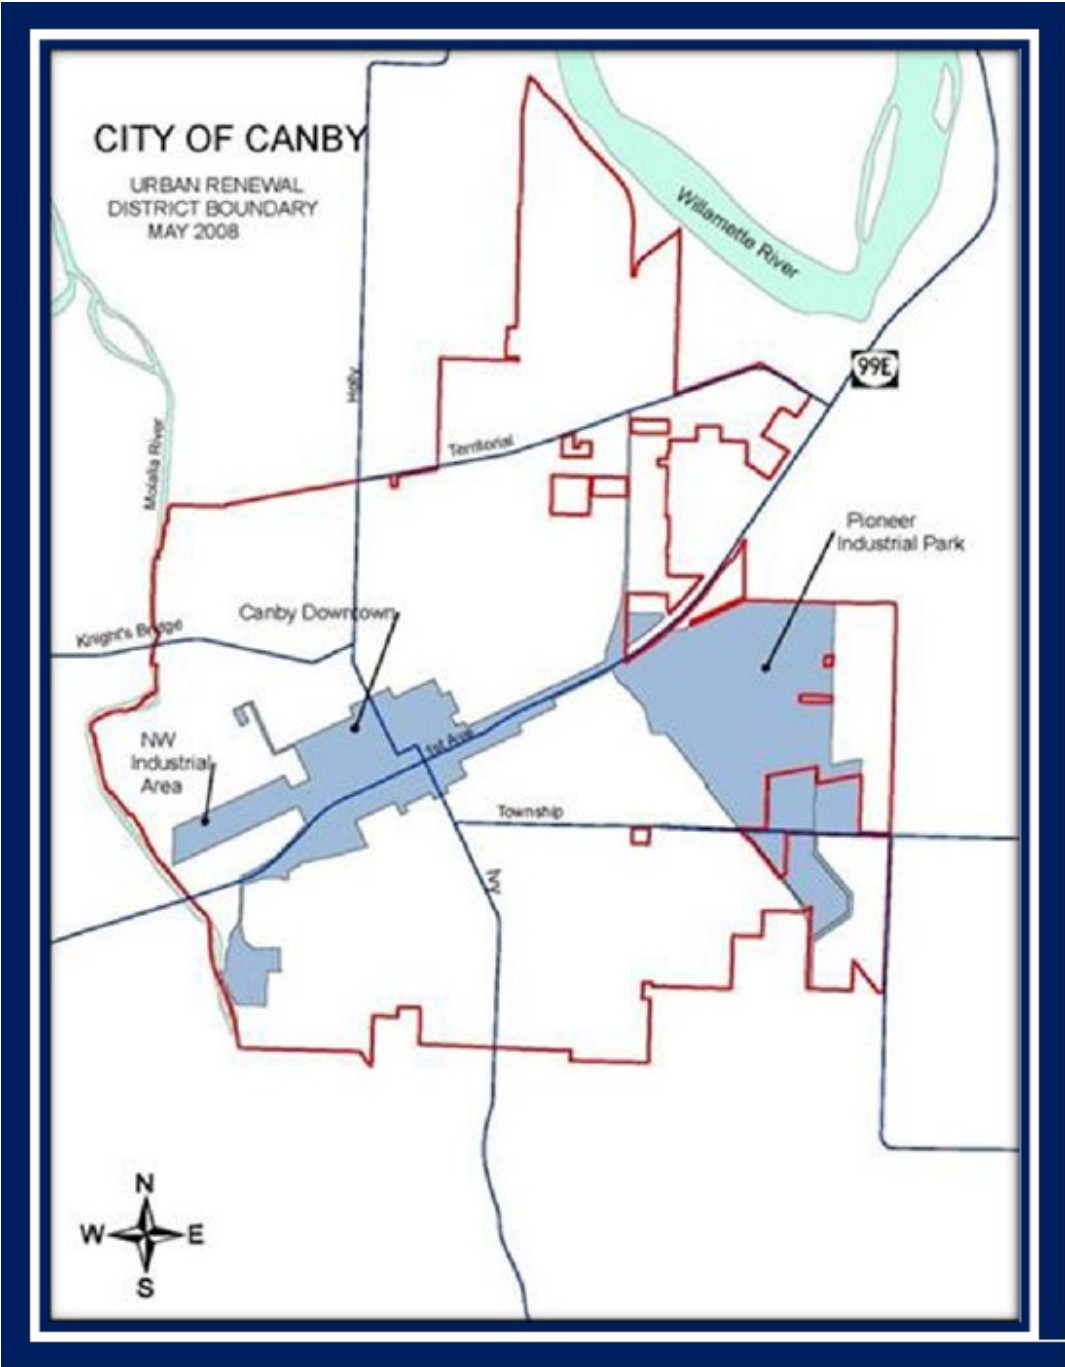 CITY OF CANBY
URBAN RENEWAL
DISTRICT BOUNDARY
MAY 2008
Willamette River
99E
Holly
Territorial
Molalla River
Pioneer
Industrial Park
Canby Downtown
Knight's Bridge
1st Ave
NW
Industrial
Area
Township
Ivy
N
W
E
S